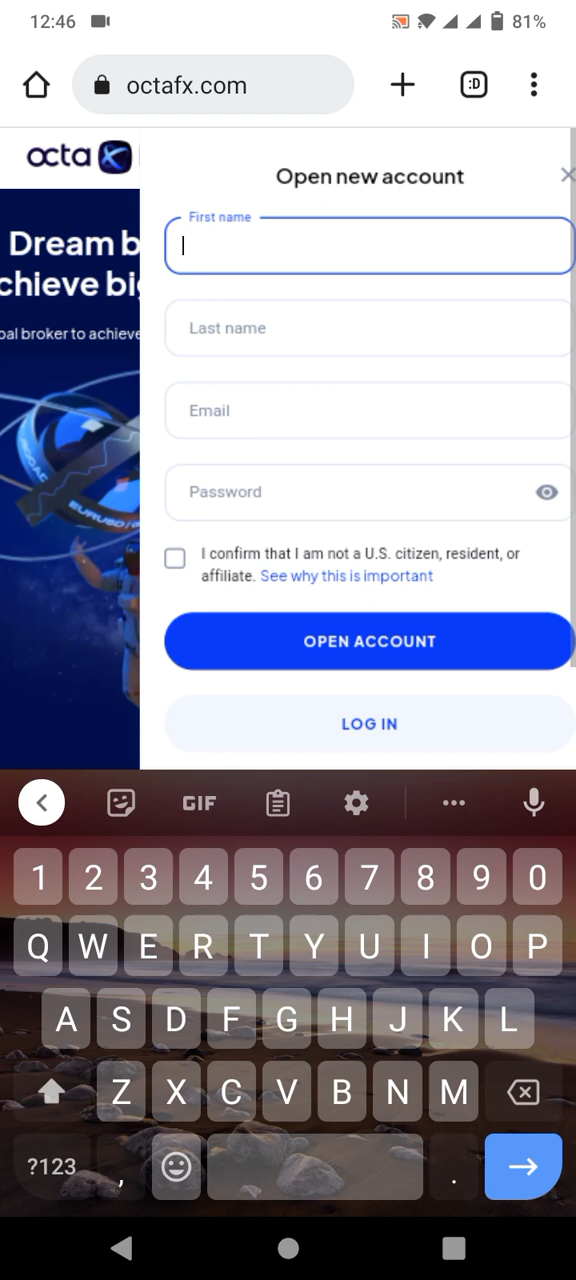 12:46
81%
octafx.com
:D
octa
Open new account
Dream b
chieve big
bal broker to achieve
EURUSD
First name
Last name
Email
Password
I confirm that I am not a U.S. citizen, resident, or
affiliate. See why this is important
OPEN ACCOUNT
LOG IN
GIF
1 2 3 4 5 6 7 8 9 0
Q W E R T Y U I O P
A S D F G H J K L
Z X C V B N M
?123 , .